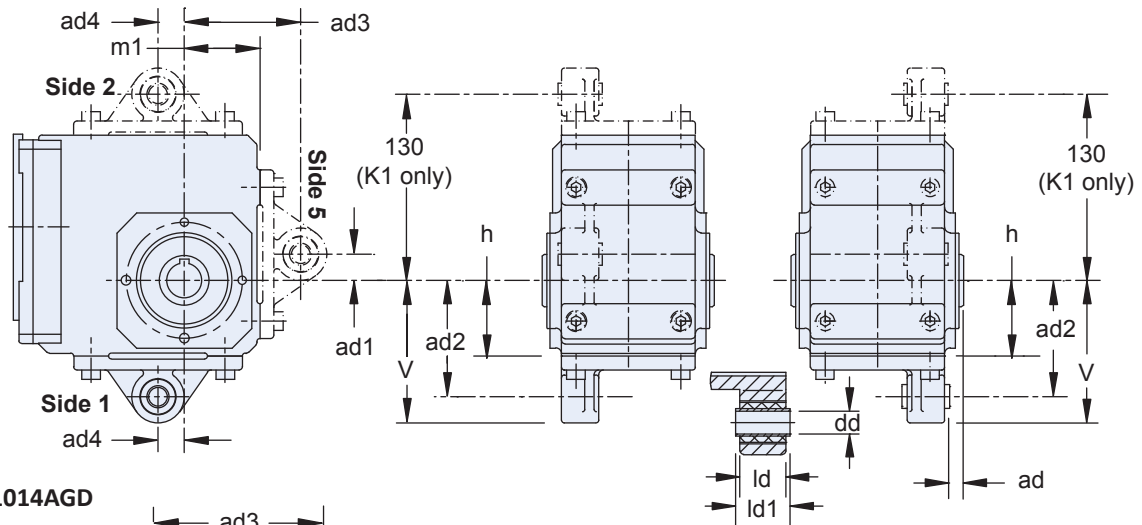 ad4
ad3
m1
Side 2
Side 5
130
(K1 only)
130
(K1 only)
h
h
ad1
V
ad2
ad2
V
Side 1
ad4
dd
ld
ld1
ad
1014AGD
ad3